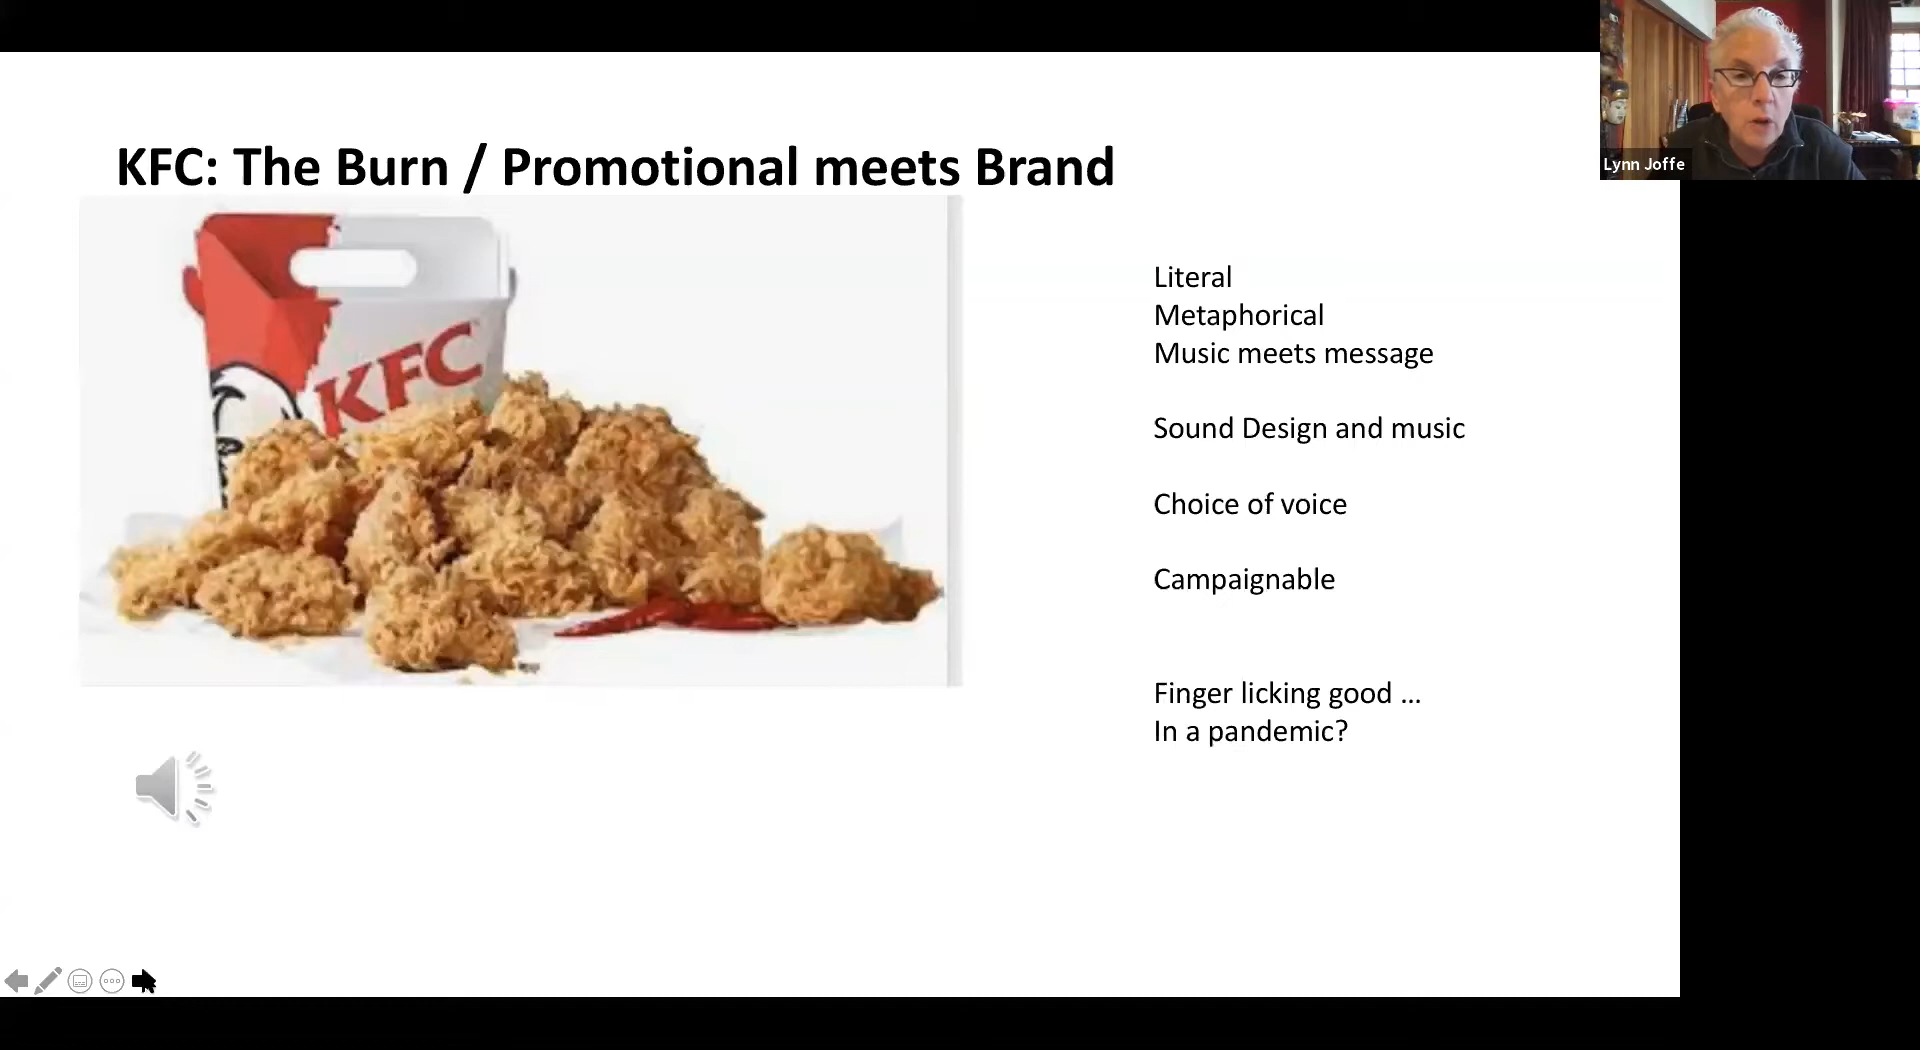 KFC: The Burn / Promotional meets Brand
Lynn Joffe
KFC
Literal
Metaphorical
Music meets message
Sound Design and music
Choice of voice
Campaignable
Finger licking good ...
In a pandemic?